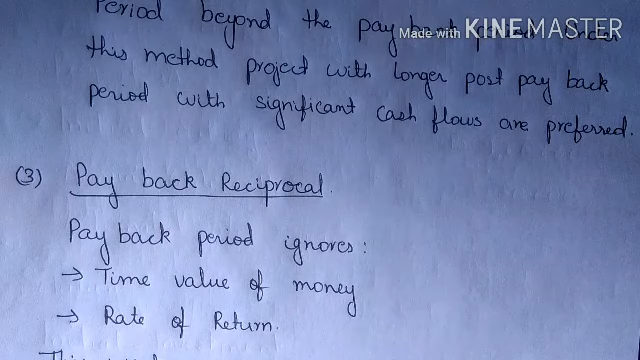 Period beyond the pay back
Made with KINEMASTER
this method project with longer post pay back
period with significant cash flows are preferred.
(3) Pay back Reciprocal.
Pay back period ignores:
→ Time value of money
→ Rate of Return.